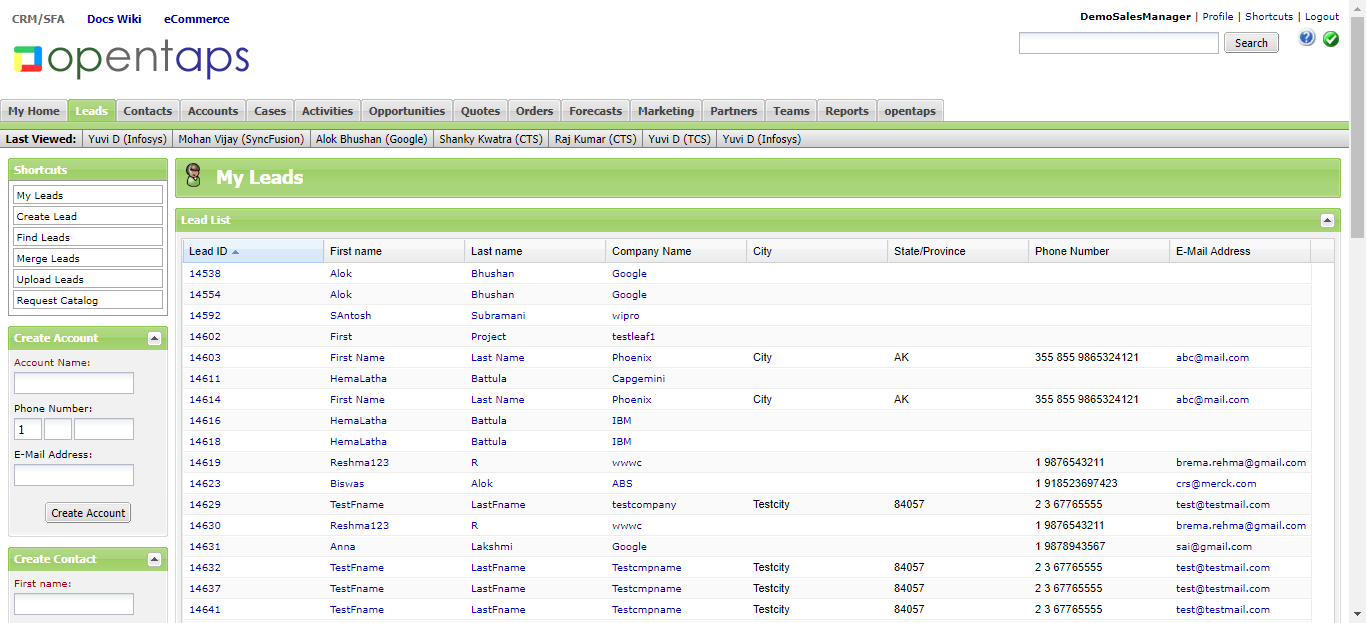 CRM/SFA Docs Wiki eCommerce
DemoSalesManager | Profile | Shortcuts | Logout
opentaps
Search
?
My Home Leads Contacts Accounts Cases Activities Opportunities Quotes Orders Forecasts Marketing Partners Teams Reports opentaps
Last Viewed: Yuvi D (Infosys) Mohan Vijay (SyncFusion) Alok Bhushan (Google) Shanky Kwatra (CTS) Raj Kumar (CTS) Yuvi D (TCS) Yuvi D (Infosys)
Shortcuts
My Leads
Create Lead
Find Leads
Merge Leads
Upload Leads
Request Catalog
Create Account
Account Name:
Phone Number:
1
E-Mail Address:
Create Account
Create Contact
First name:
My Leads
Lead List
Lead ID First name Last name Company Name City State/Province Phone Number E-Mail Address
14538 Alok Bhushan Google
14554 Alok Bhushan Google
14592 SAntosh Subramani wipro
14602 First Project testleaf1
14603 First Name Last Name Phoenix City AK 355 855 9865324121 abc@mail.com
14611 HemaLatha Battula Capgemini
14614 First Name Last Name Phoenix City AK 355 855 9865324121 abc@mail.com
14616 HemaLatha Battula IBM
14618 HemaLatha Battula IBM
14619 Reshma123 R wwwc 1 9876543211 brema.rehma@gmail.com
14623 Biswas Alok ABS 1 918523697423 crs@merck.com
14629 TestFname LastFname testcompany Testcity 84057 2 3 67765555 test@testmail.com
14630 Reshma123 R wwwc 1 9876543211 brema.rehma@gmail.com
14631 Anna Lakshmi Google 1 9878943567 sai@gmail.com
14632 TestFname LastFname Testcmpname Testcity 84057 2 3 67765555 test@testmail.com
14637 TestFname LastFname Testcmpname Testcity 84057 2 3 67765555 test@testmail.com
14641 TestFname LastFname Testcmpname Testcity 84057 2 3 67765555 test@testmail.com